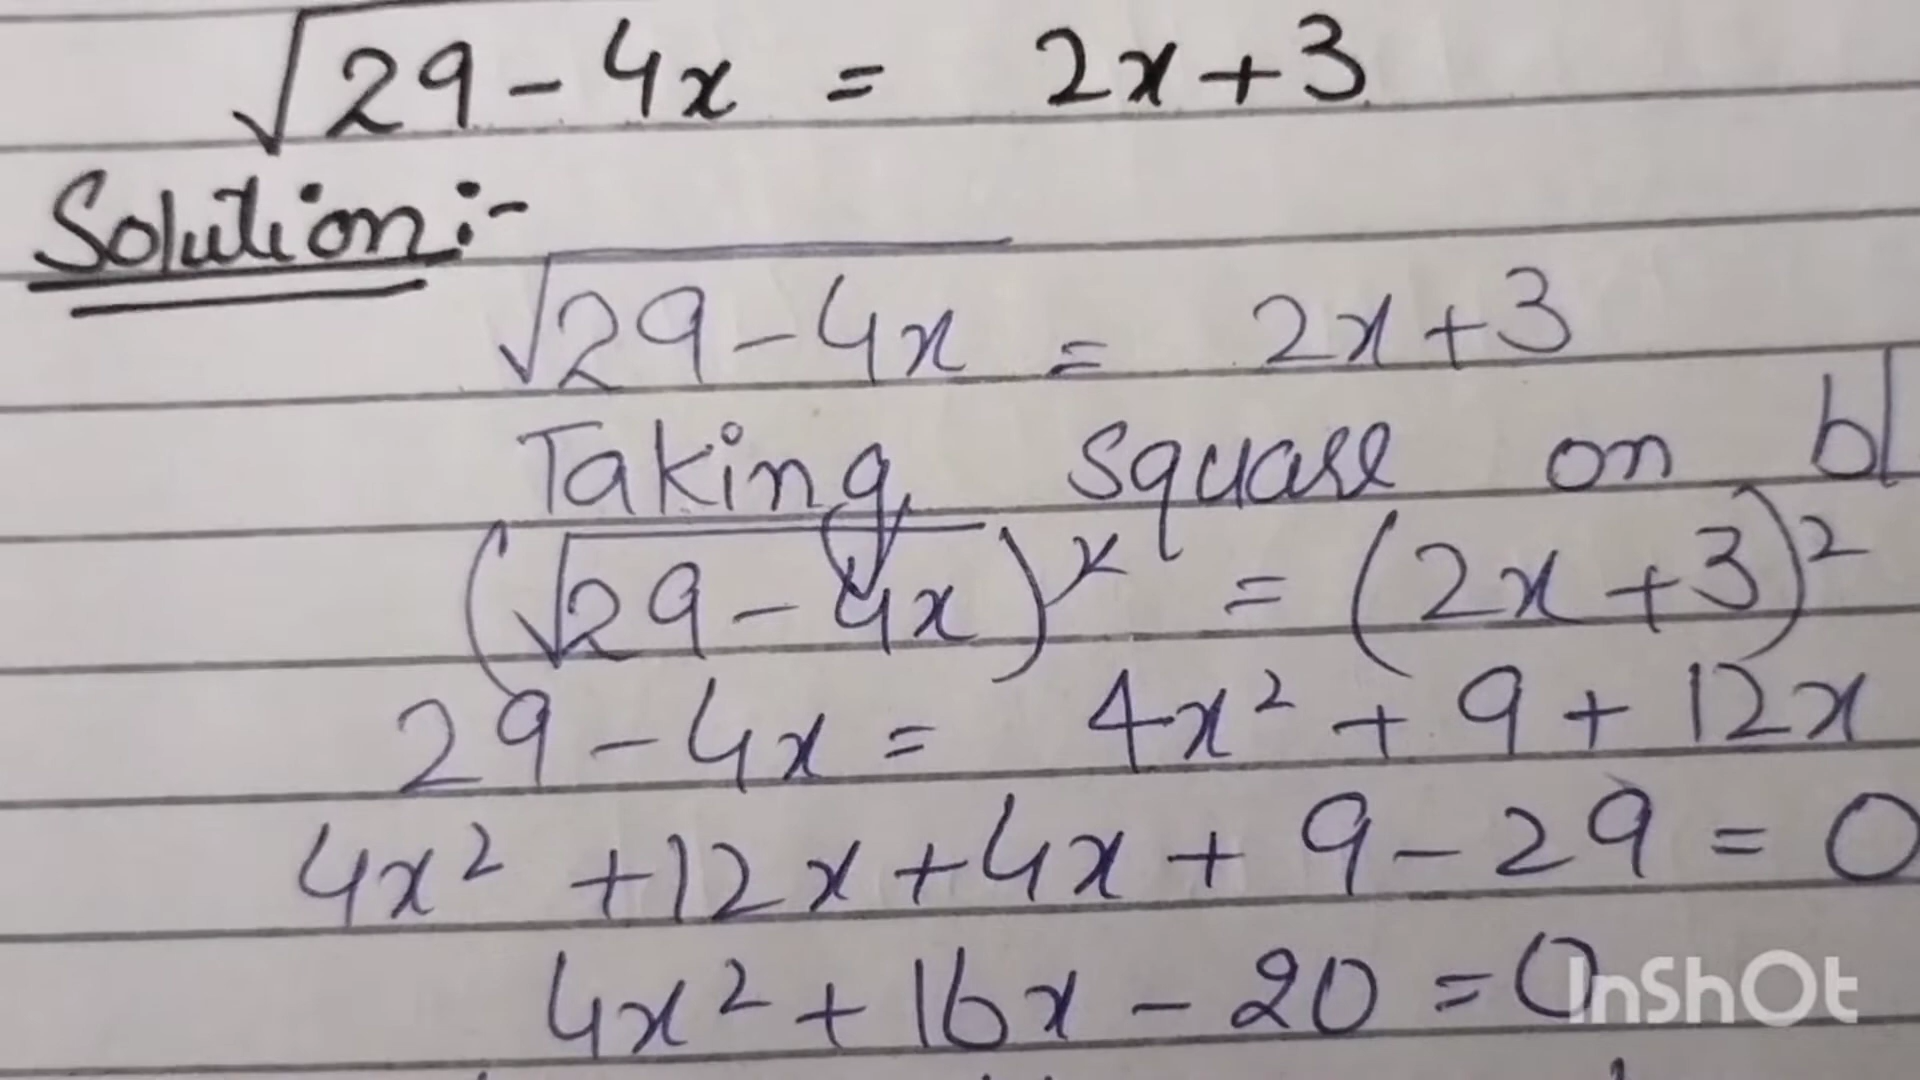 √29-4x = 2x+3
Solution:-
√29-4x = 2x+3
Taking square on b
(√29-4x)² = (2x+3)²
29-4x = 4x²+9+12x
4x²+12x+4x+9-29=0
4x²+16x-20=0
InShOt